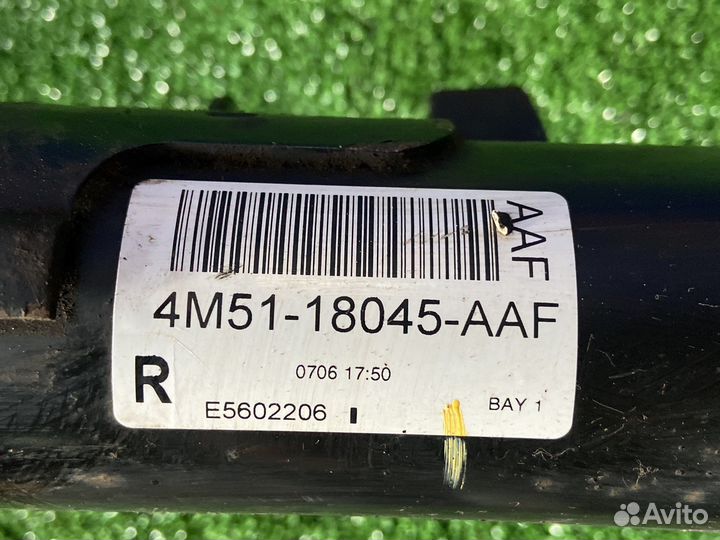 AAF
4M51-18045-AAF
R
0706 17:50
E5602206
BAY 1
Avito